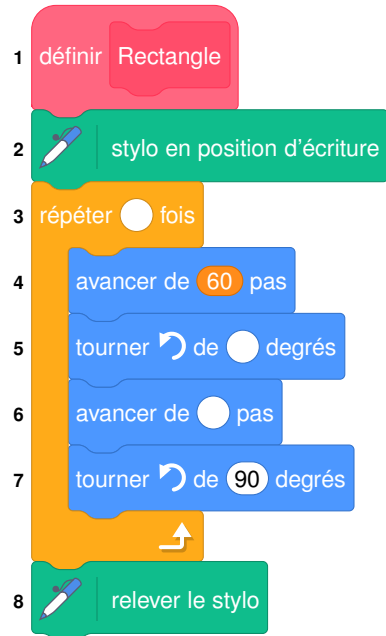 1 définir Rectangle
2 stylo en position d'écriture
3 répéter fois
4 avancer de 60 pas
5 tourner de degrés
6 avancer de pas
7 tourner de 90 degrés
8 relever le stylo